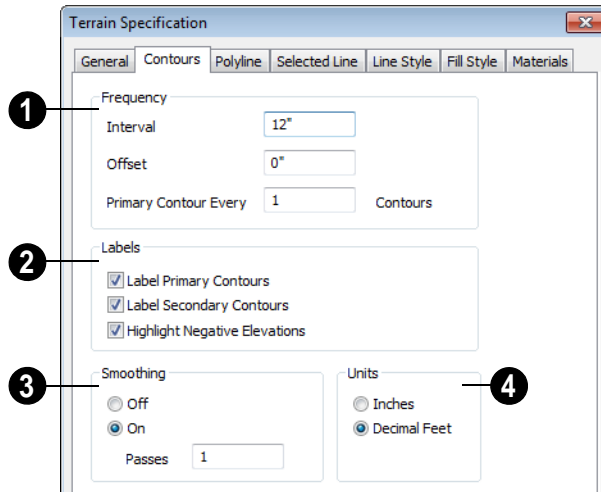 Terrain Specification
General Contours Polyline Selected Line Line Style Fill Style Materials
1 Frequency
Interval 12"
Offset 0"
Primary Contour Every 1 Contours
2 Labels
Label Primary Contours
Label Secondary Contours
Highlight Negative Elevations
3 Smoothing
Off
On
Passes 1
Units 4
Inches
Decimal Feet